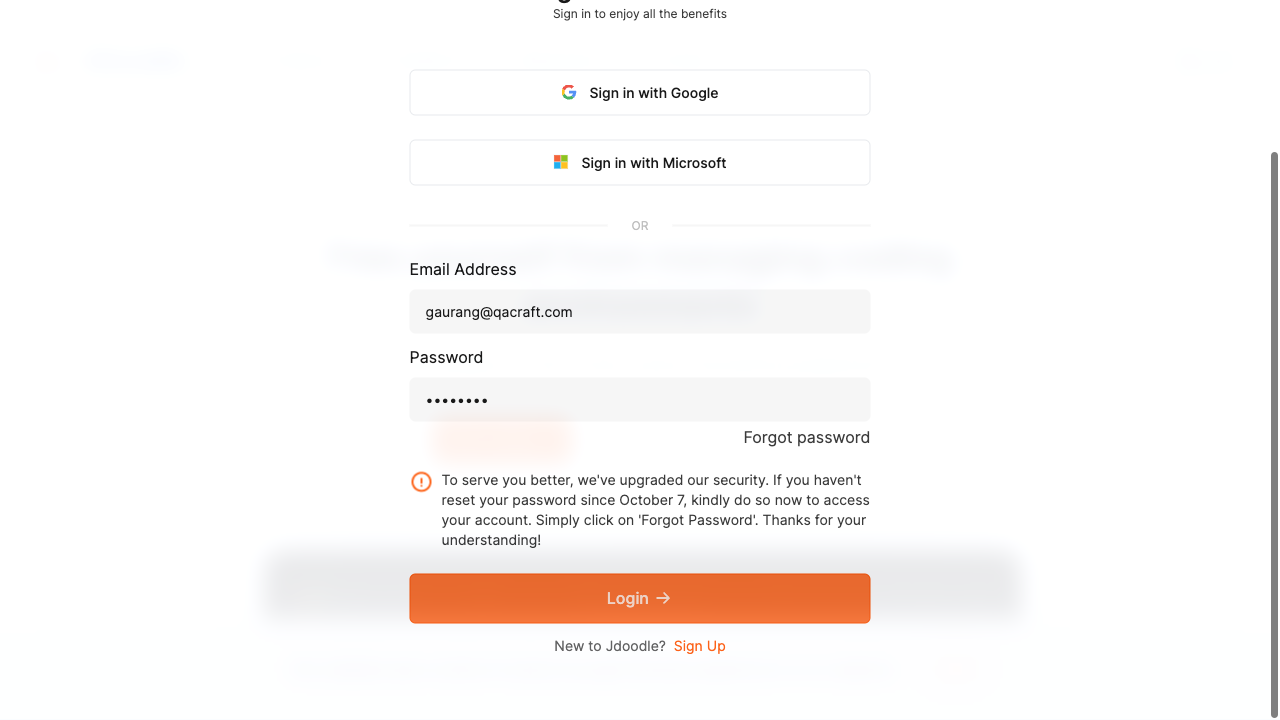 Sign in to enjoy all the benefits
Sign in with Google
Sign in with Microsoft
OR
Email Address
gaurang@qacraft.com
Password
••••••••
Forgot password
To serve you better, we've upgraded our security. If you haven't
reset your password since October 7, kindly do so now to access
your account. Simply click on 'Forgot Password'. Thanks for your
understanding!
Login →
New to Jdoodle? Sign Up